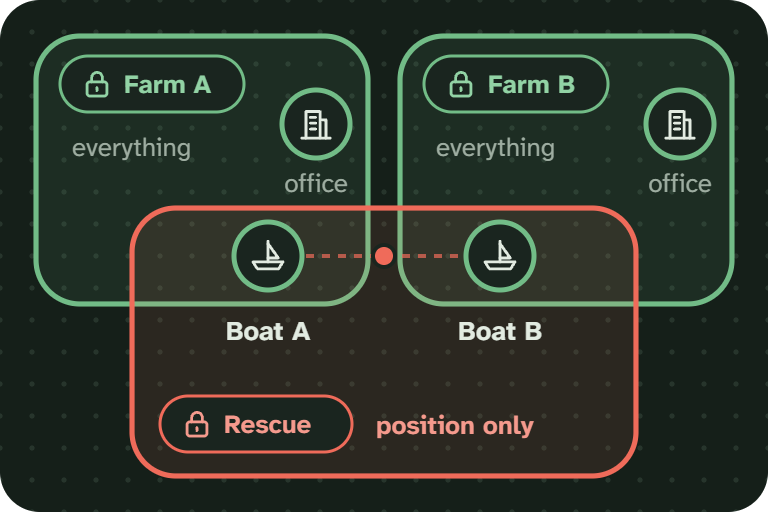 Farm A
everything
office
Farm B
everything
office
Boat A
Boat B
Rescue
position only